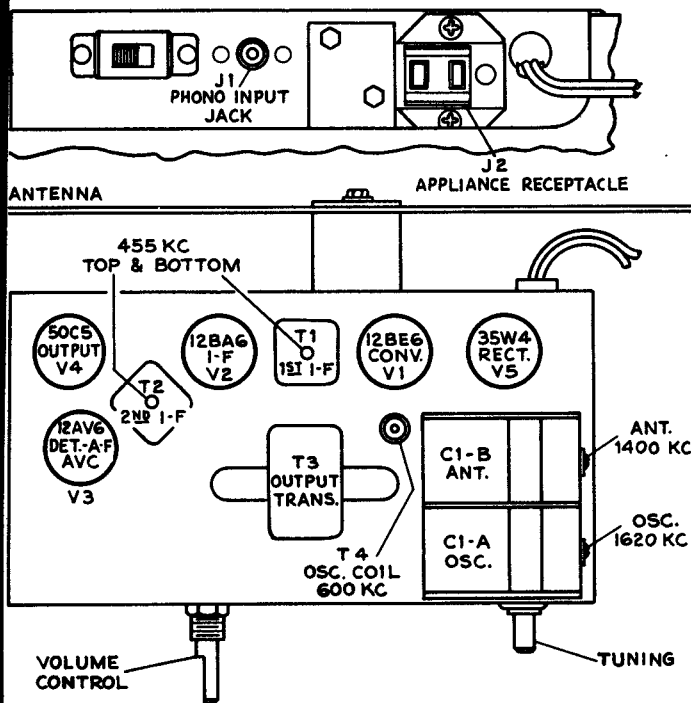 J1
PHONO INPUT
JACK
J2
APPLIANCE RECEPTACLE
ANTENNA
455 KC
TOP & BOTTOM
50C5
OUTPUT
V4
12BA6
I-F
V2
T1
1ST I-F
12BE6
CONV.
V1
35W4
RECT.
V5
T2
2ND I-F
12AV6
DET.-A-F
AVC
V3
T3
OUTPUT
TRANS.
C1-B
ANT.
ANT.
1400 KC
C1-A
OSC.
OSC.
1620 KC
T4
OSC. COIL
600 KC
VOLUME
CONTROL
TUNING